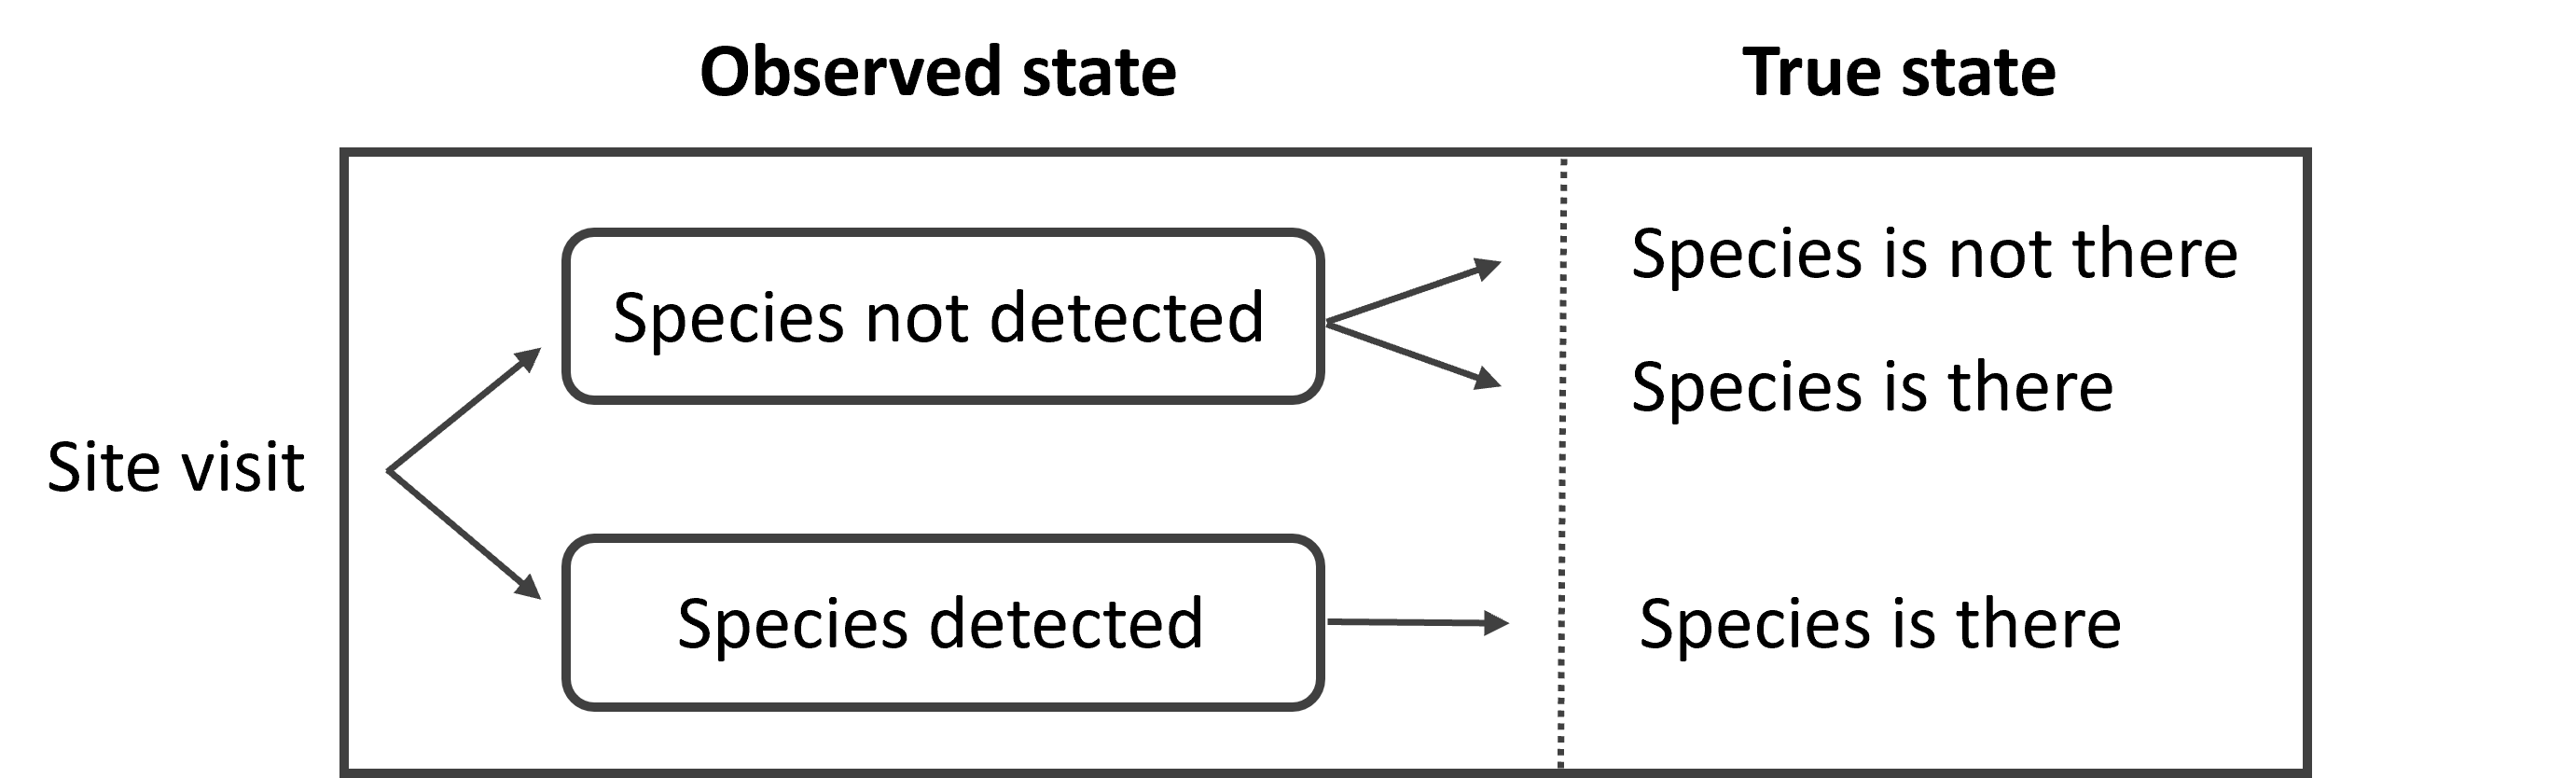 Observed state
True state
Species not detected
Species is not there
Species is there
Site visit
Species detected
Species is there